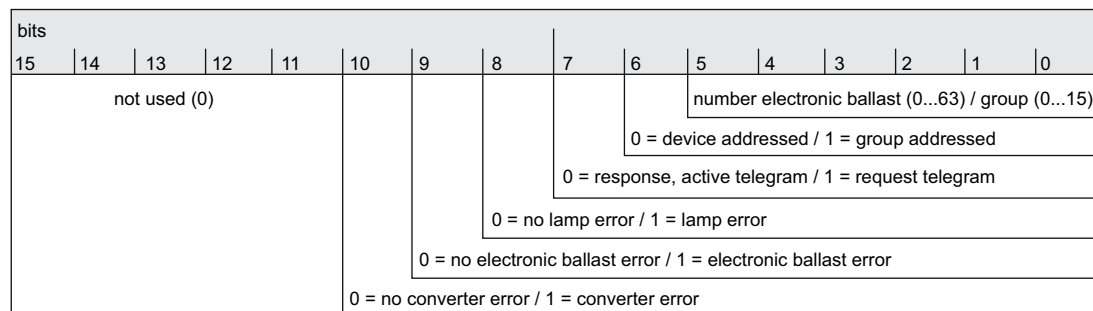 bits
15 14 13 12 11 10 9 8 7 6 5 4 3 2 1 0
not used (0) number electronic ballast (0...63) / group (0...15)
0 = device addressed / 1 = group addressed
0 = response, active telegram / 1 = request telegram
0 = no lamp error / 1 = lamp error
0 = no electronic ballast error / 1 = electronic ballast error
0 = no converter error / 1 = converter error